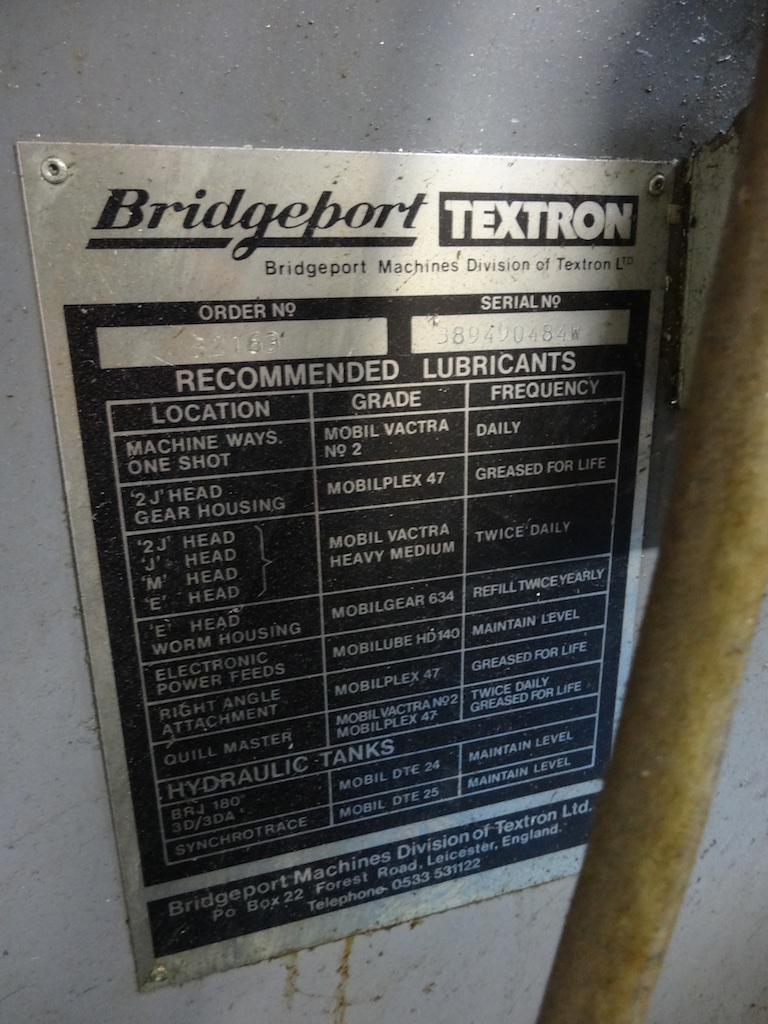 Bridgeport TEXTRON
Bridgeport Machines Division of Textron LTD
ORDER Nº SERIAL Nº
RECOMMENDED LUBRICANTS
LOCATION GRADE FREQUENCY
MACHINE WAYS. MOBIL VACTRA DAILY
ONE SHOT Nº 2
'2J' HEAD MOBILPLEX 47 GREASED FOR LIFE
GEAR HOUSING
'2J' HEAD MOBIL VACTRA TWICE DAILY
'J' HEAD HEAVY MEDIUM
'M' HEAD
'E' HEAD
'E' HEAD MOBILGEAR 634 REFILL TWICE YEARLY
WORM HOUSING
ELECTRONIC MOBILUBE HD140 MAINTAIN LEVEL
POWER FEEDS
RIGHT ANGLE MOBILPLEX 47 GREASED FOR LIFE
ATTACHMENT
QUILL MASTER MOBIL VACTRA Nº2 TWICE DAILY
MOBILPLEX 47 GREASED FOR LIFE
HYDRAULIC TANKS
BRJ 180 MOBIL DTE 24 MAINTAIN LEVEL
3D/3DA
SYNCHROTRACE MOBIL DTE 25 MAINTAIN LEVEL
Bridgeport Machines Division of Textron Ltd.
Po Box 22 Forest Road, Leicester, England.
Telephone 0533 531122